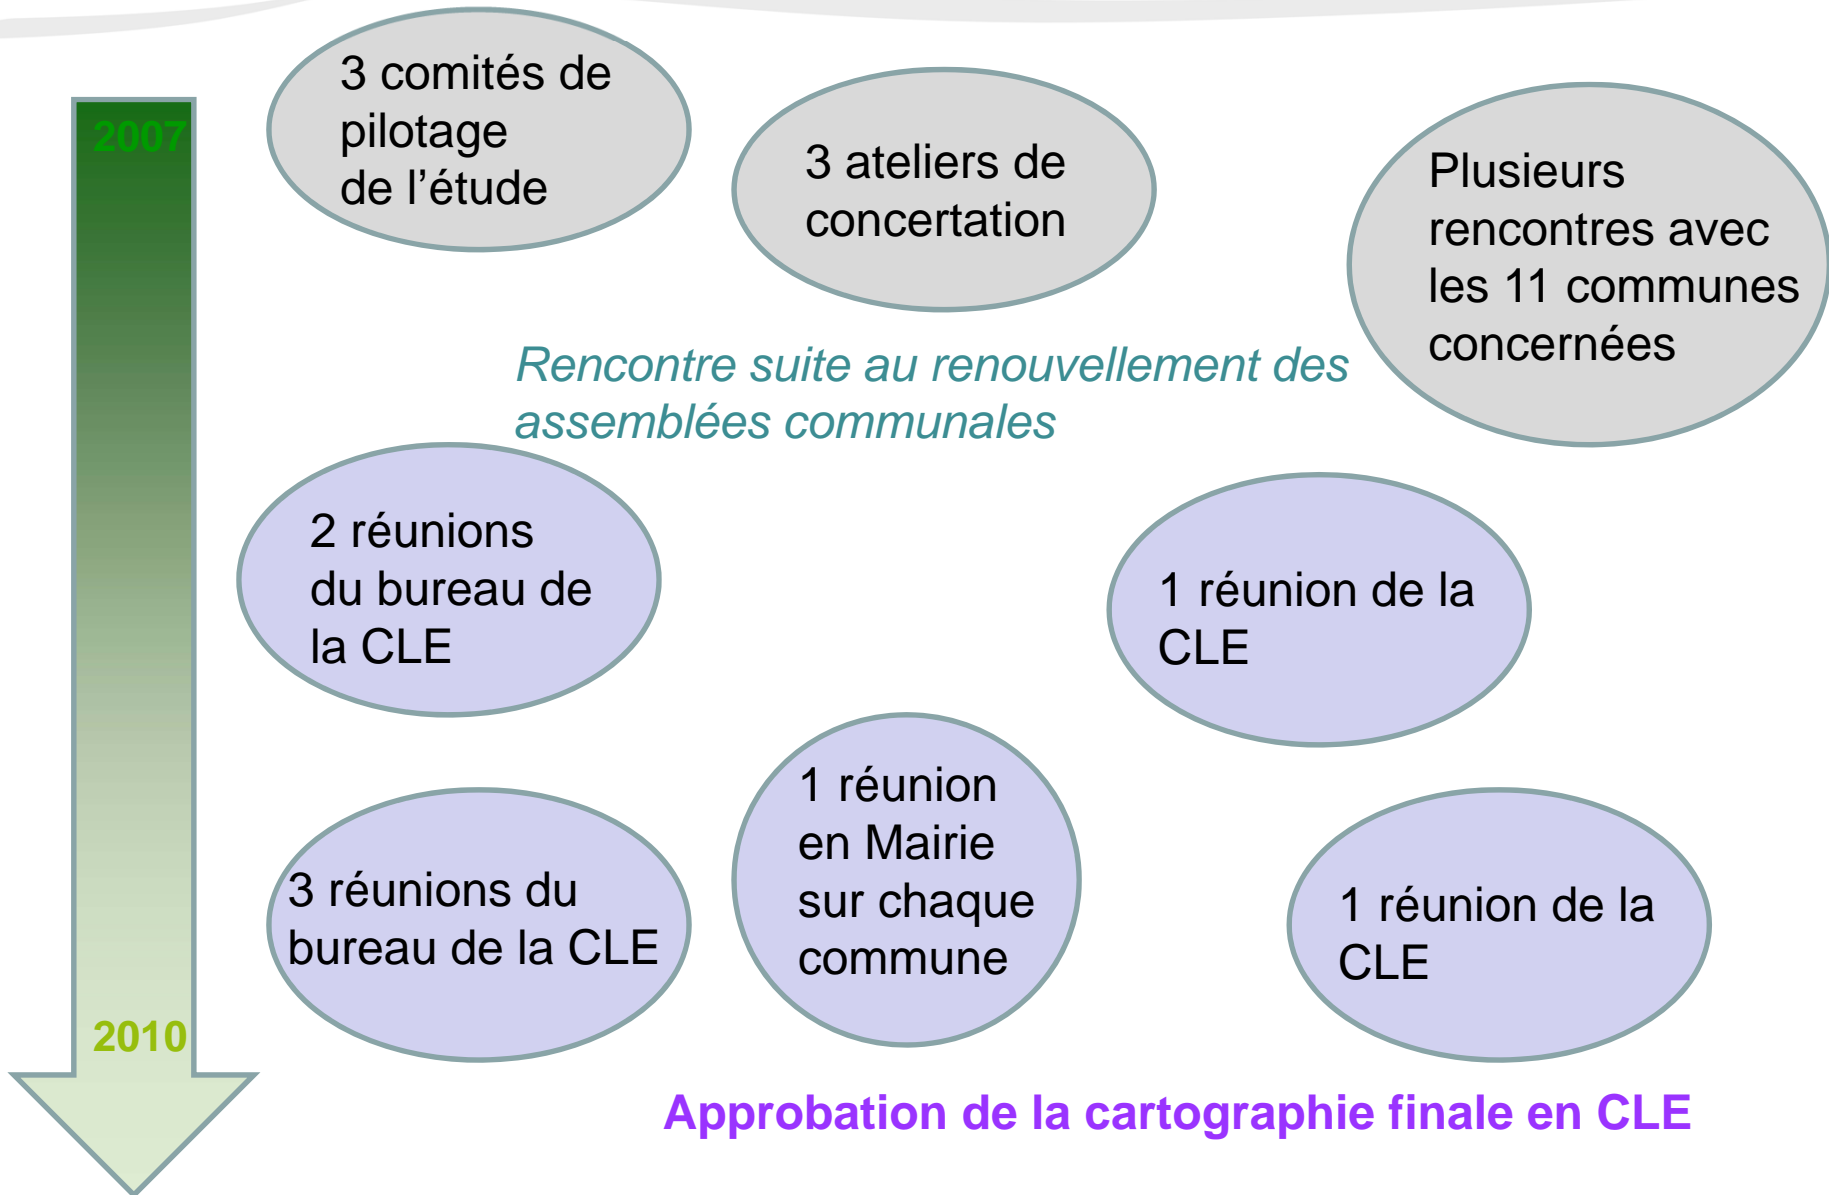 2007
3 comités de
pilotage
de l’étude
3 ateliers de
concertation
Plusieurs
rencontres avec
les 11 communes
concernées
Rencontre suite au renouvellement des
assemblées communales
2 réunions
du bureau de
la CLE
1 réunion de la
CLE
3 réunions du
bureau de la CLE
1 réunion
en Mairie
sur chaque
commune
1 réunion de la
CLE
2010
Approbation de la cartographie finale en CLE